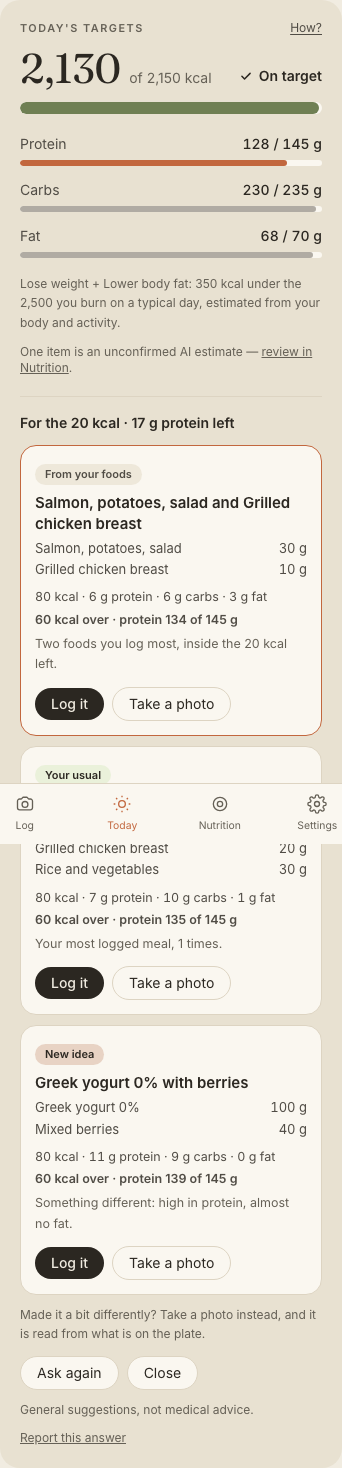 TODAY'S TARGETS
How?
2,130 of 2,150 kcal
✓ On target
Protein 128 / 145 g
Carbs 230 / 235 g
Fat 68 / 70 g
Lose weight + Lower body fat: 350 kcal under the
2,500 you burn on a typical day, estimated from your
body and activity.
One item is an unconfirmed AI estimate — review in
Nutrition.
For the 20 kcal · 17 g protein left
From your foods
Salmon, potatoes, salad and Grilled
chicken breast
Salmon, potatoes, salad 30 g
Grilled chicken breast 10 g
80 kcal · 6 g protein · 6 g carbs · 3 g fat
60 kcal over · protein 134 of 145 g
Two foods you log most, inside the 20 kcal
left.
Log it
Take a photo
Your usual
Log
Today
Nutrition
Settings
Grilled chicken breast 20 g
Rice and vegetables 30 g
80 kcal · 7 g protein · 10 g carbs · 1 g fat
60 kcal over · protein 135 of 145 g
Your most logged meal, 1 times.
Log it
Take a photo
New idea
Greek yogurt 0% with berries
Greek yogurt 0% 100 g
Mixed berries 40 g
80 kcal · 11 g protein · 9 g carbs · 0 g fat
60 kcal over · protein 139 of 145 g
Something different: high in protein, almost
no fat.
Log it
Take a photo
Made it a bit differently? Take a photo instead, and it
is read from what is on the plate.
Ask again
Close
General suggestions, not medical advice.
Report this answer